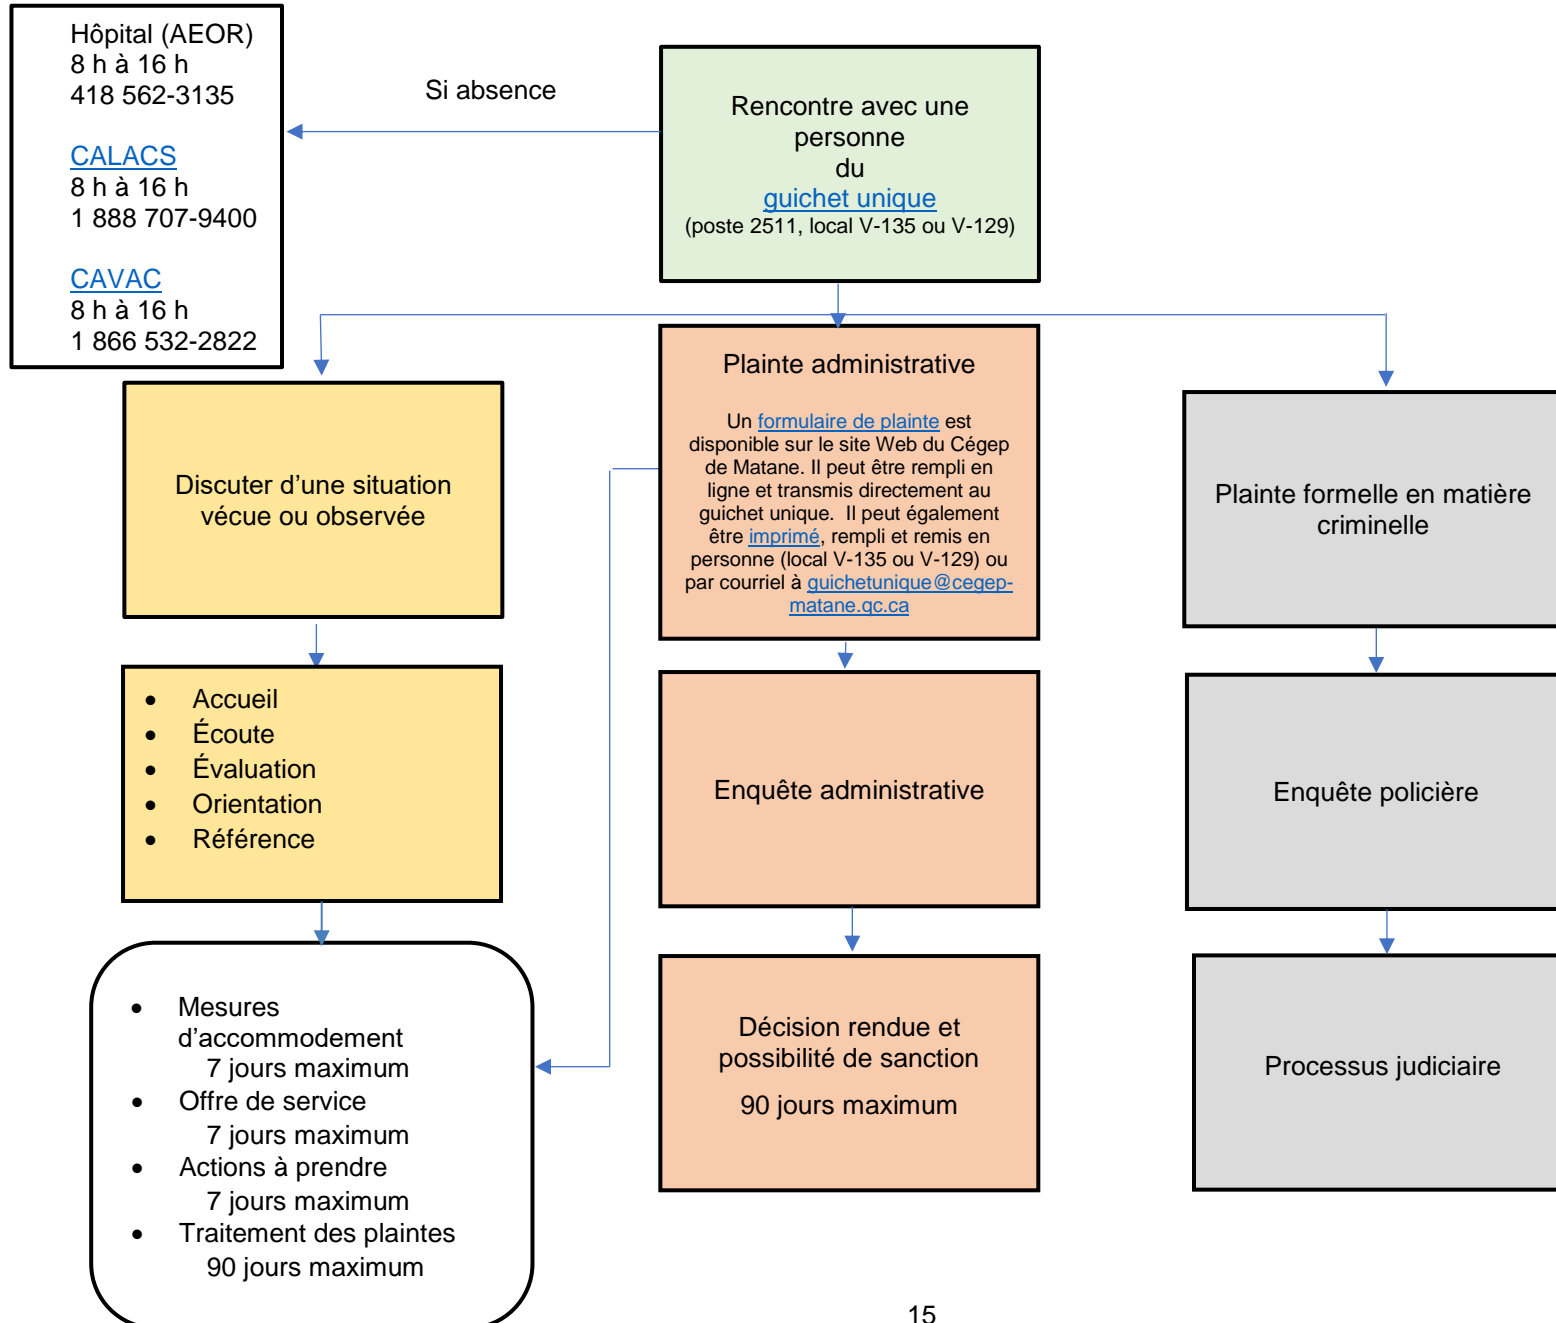 Hôpital (AEOR)
8 h à 16 h
418 562-3135
CALACS
8 h à 16 h
1 888 707-9400
CAVAC
8 h à 16 h
1 866 532-2822
Si absence
Rencontre avec une
personne
du
guichet unique
(poste 2511, local V-135 ou V-129)
Discuter d’une situation
vécue ou observée
Plainte administrative
Un formulaire de plainte est
disponible sur le site Web du Cégep
de Matane. Il peut être rempli en
ligne et transmis directement au
guichet unique.  Il peut également
être imprimé, rempli et remis en
personne (local V-135 ou V-129) ou
par courriel à guichetunique@cegep-
matane.qc.ca
Plainte formelle en matière
criminelle
• Accueil
• Écoute
• Évaluation
• Orientation
• Référence
Enquête administrative
Enquête policière
• Mesures
d’accommodement
7 jours maximum
• Offre de service
7 jours maximum
• Actions à prendre
7 jours maximum
• Traitement des plaintes
90 jours maximum
Décision rendue et
possibilité de sanction
90 jours maximum
Processus judiciaire
15